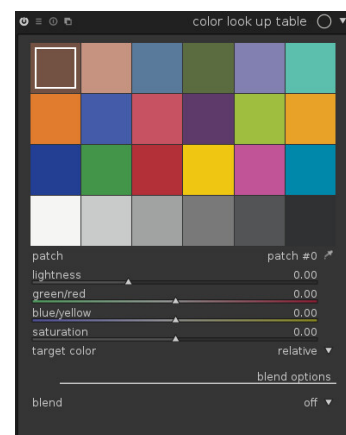 color look up table
patch patch #0
lightness 0.00
green/red 0.00
blue/yellow 0.00
saturation 0.00
target color relative
blend options
blend off